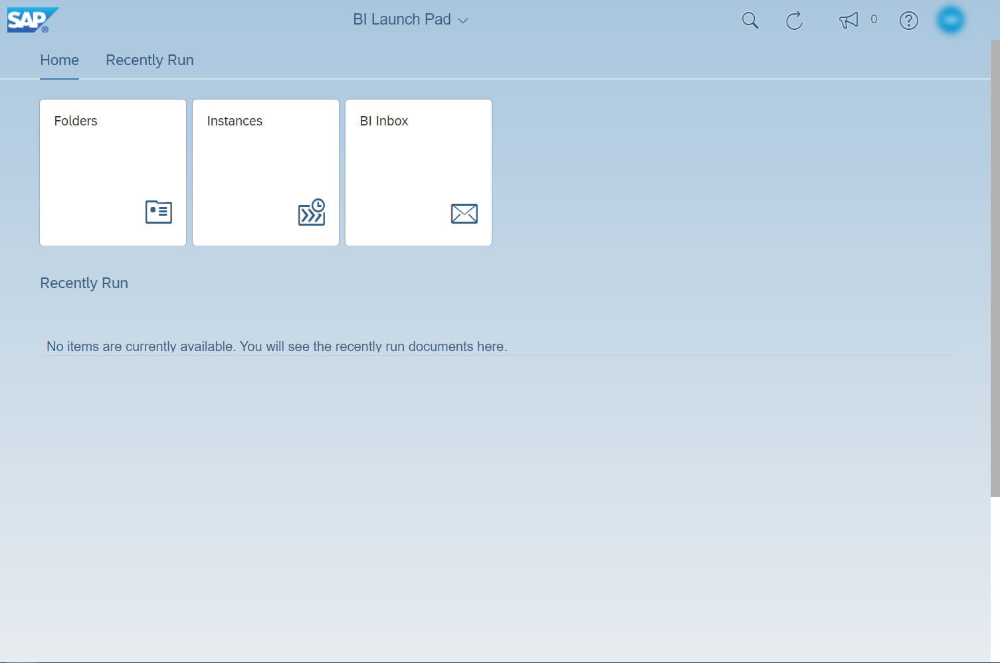 SAP®
BI Launch Pad
0
Home
Recently Run
Folders
Instances
BI Inbox
Recently Run
No items are currently available. You will see the recently run documents here.